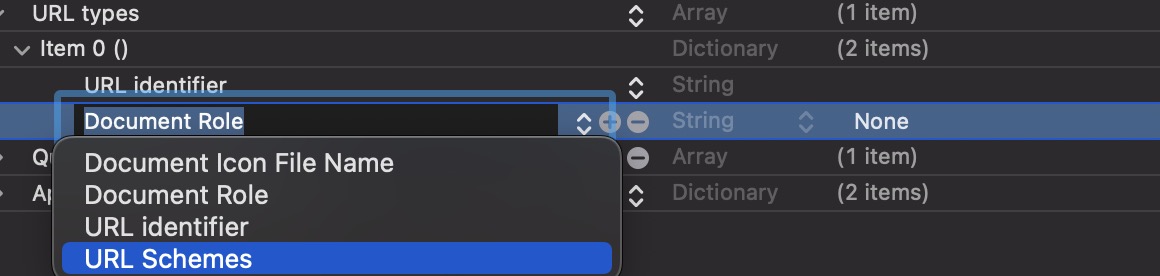 URL types Array (1 item)
Item 0 () Dictionary (2 items)
URL identifier String
Document Role String None
Array (1 item)
Dictionary (2 items)
Document Icon File Name
Document Role
URL identifier
URL Schemes